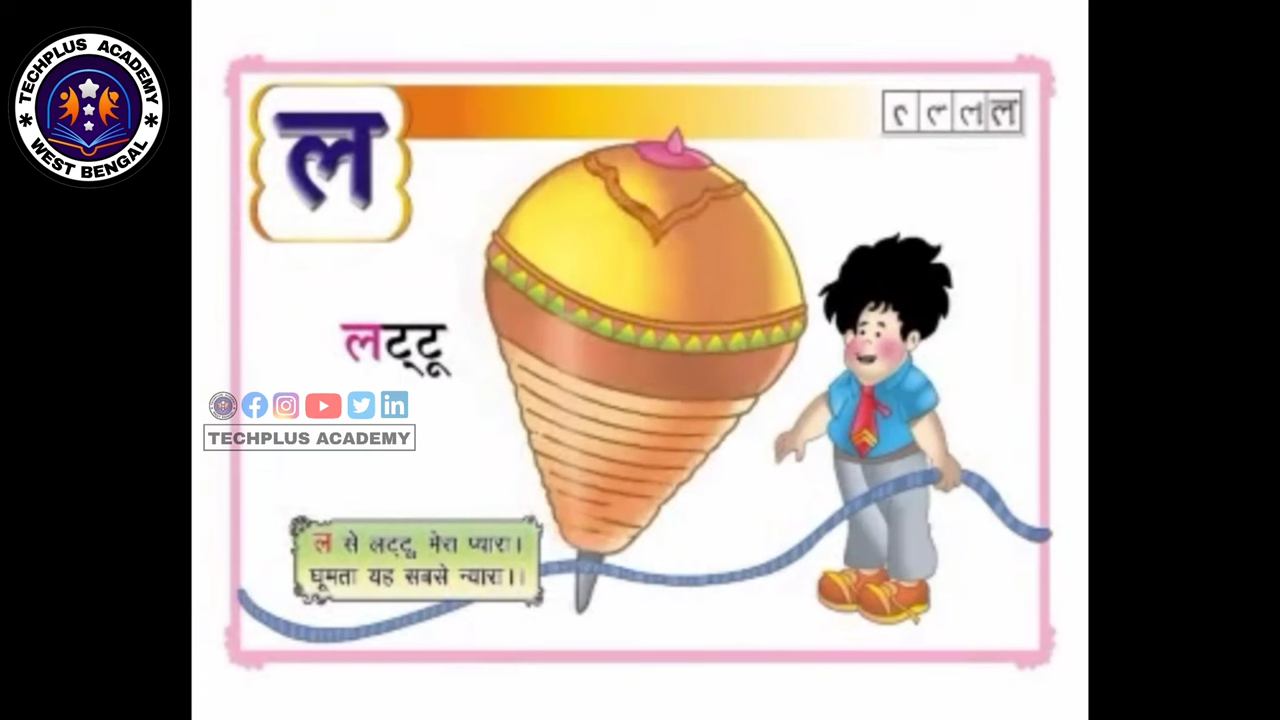 TECHPLUS ACADEMY
WEST BENGAL
ल
ल
लट्टू
TECHPLUS ACADEMY
ल से लट्टू, मेरा प्यारा।
घूमता यह सबसे न्यारा।।